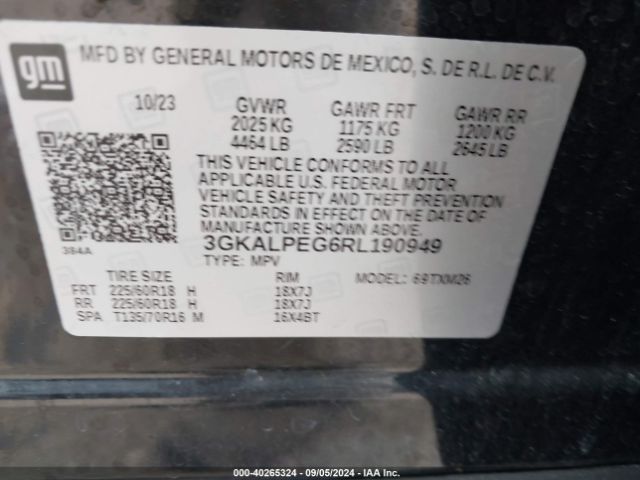 gm
MFD BY GENERAL MOTORS DE MEXICO, S. DE R.L. DE C.V.
10/23 GVWR GAWR FRT GAWR RR
2025 KG 1175 KG 1200 KG
4464 LB 2590 LB 2645 LB
THIS VEHICLE CONFORMS TO ALL
APPLICABLE U.S. FEDERAL MOTOR
VEHICLE SAFETY AND THEFT PREVENTION
STANDARDS IN EFFECT ON THE DATE OF
MANUFACTURE SHOWN ABOVE.
384A
3GKALPEG6RL190949
TYPE: MPV MODEL: 69TXM26
TIRE SIZE RIM
FRT 225/60R18 H 18X7J
RR 225/60R18 H 18X7J
SPA T135/70R16 M 16X4BT
000-40265324 - 09/05/2024 - IAA Inc.